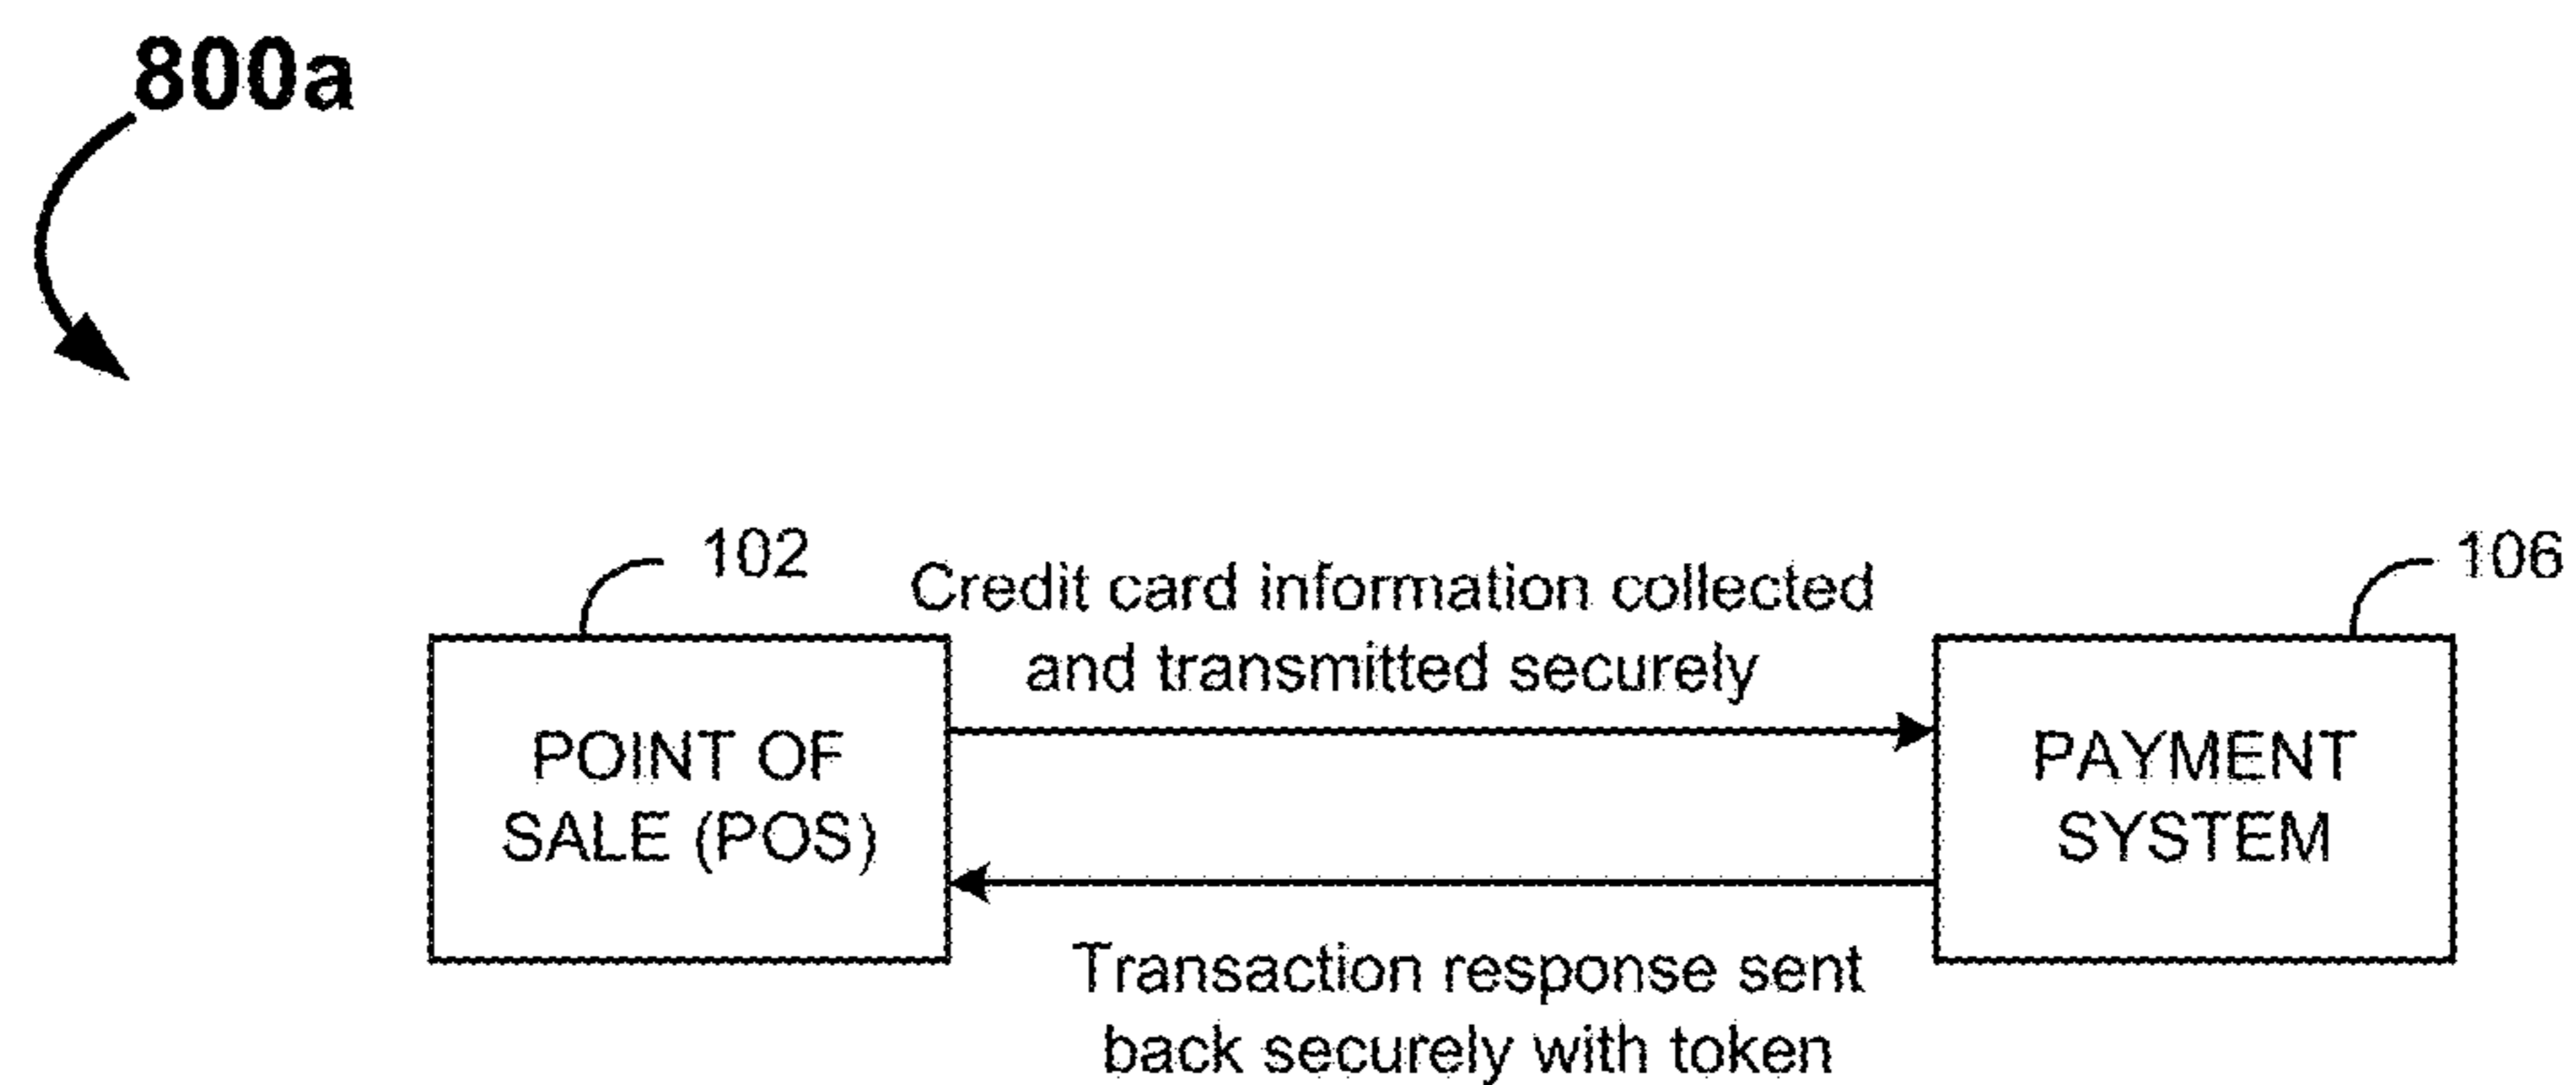 800a
102
106
Credit card information collected
and transmitted securely
POINT OF
SALE (POS)
PAYMENT
SYSTEM
Transaction response sent
back securely with token